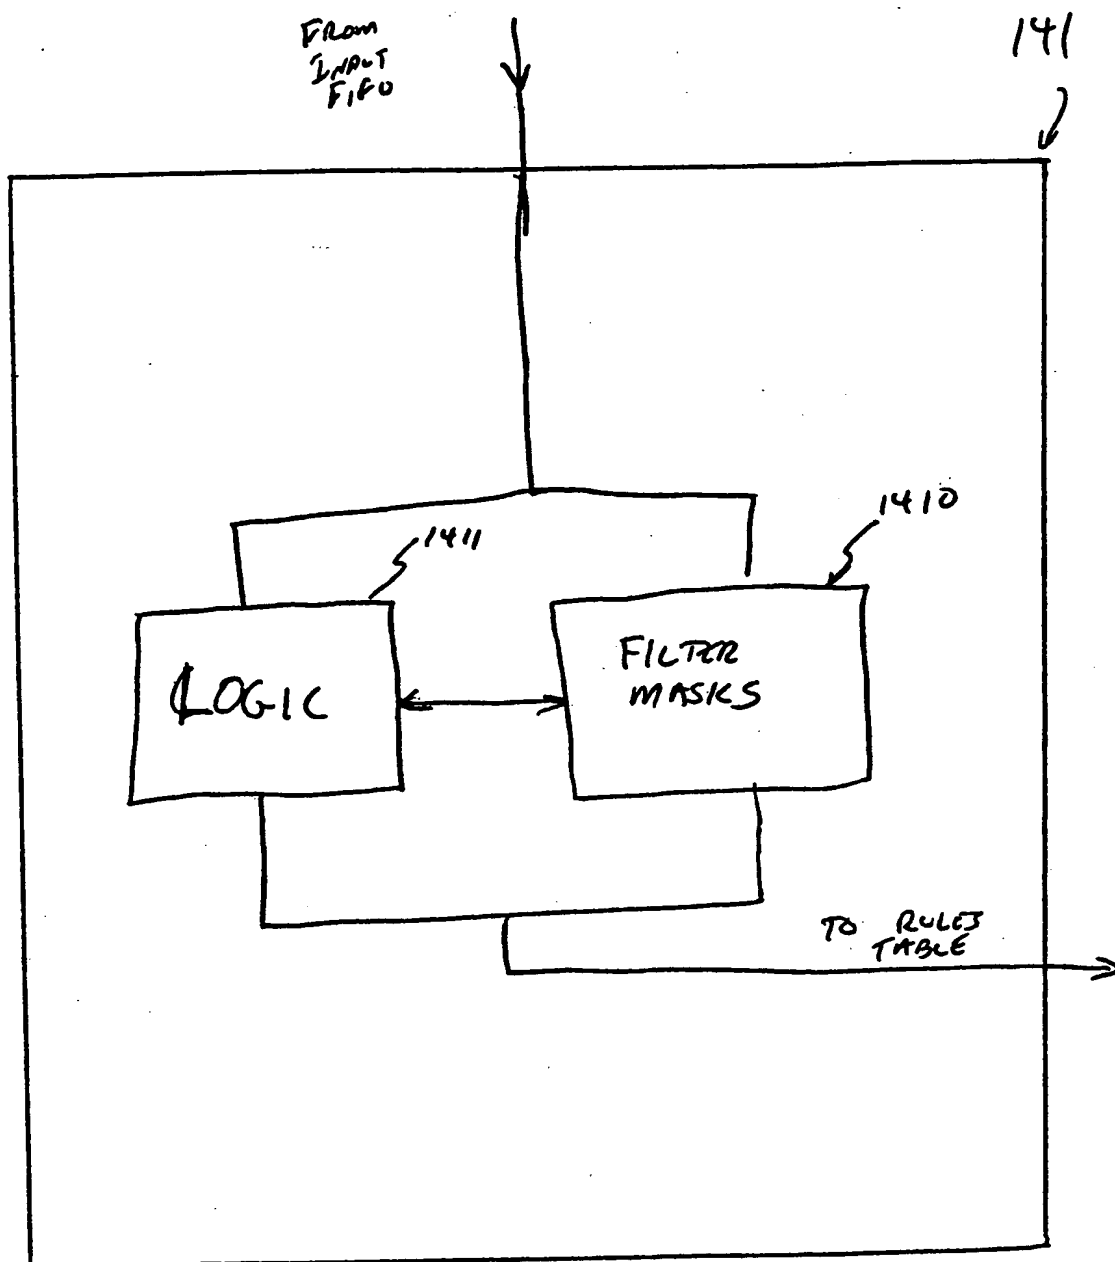 FROM
INPUT
FIFO
141
1411
1410
LOGIC
FILTER
MASKS
TO RULES
TABLE